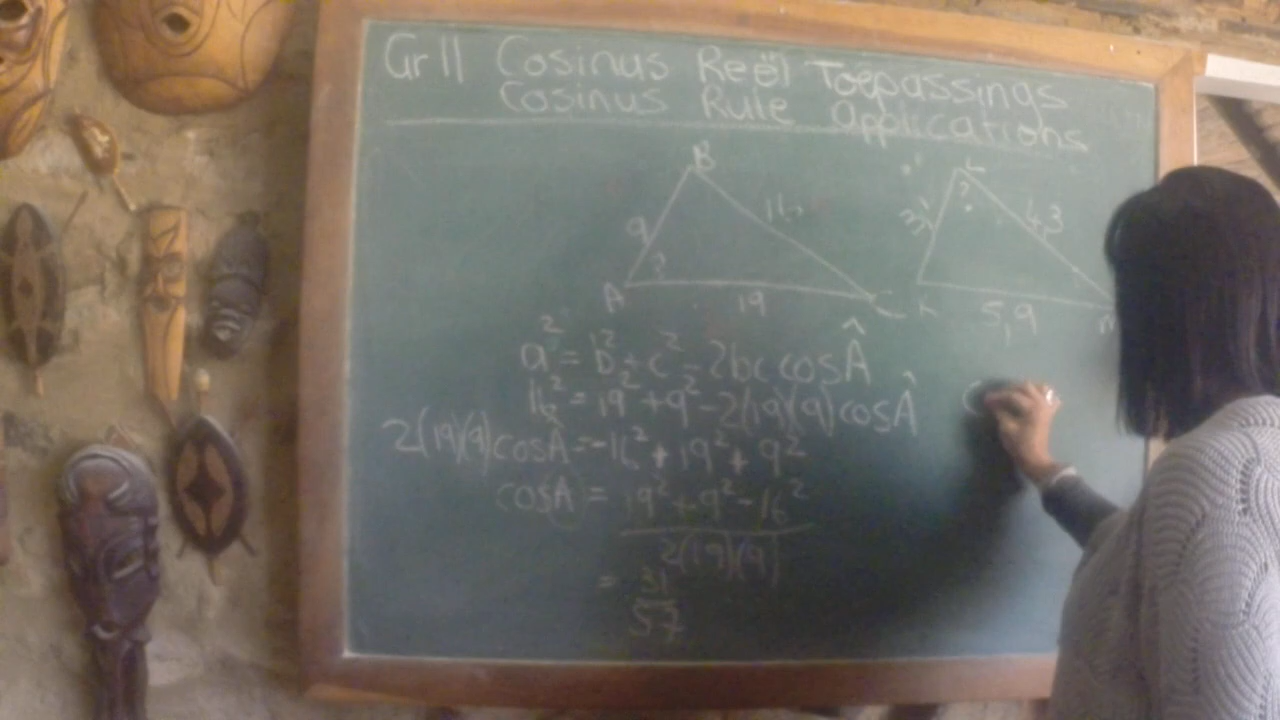 Gr 11 Cosinus Reël Toepassings
Cosinus Rule Applications
B
L
?
9
16
3,1
4,3
?
A
19
C
K
5,9
M
a² = b² + c² - 2bc cos Â
16² = 19² + 9² - 2(19)(9) cos Â
2(19)(9) cos Â = -16² + 19² + 9²
cos A = 19² + 9² - 16²
2(19)(9)
= 31
57